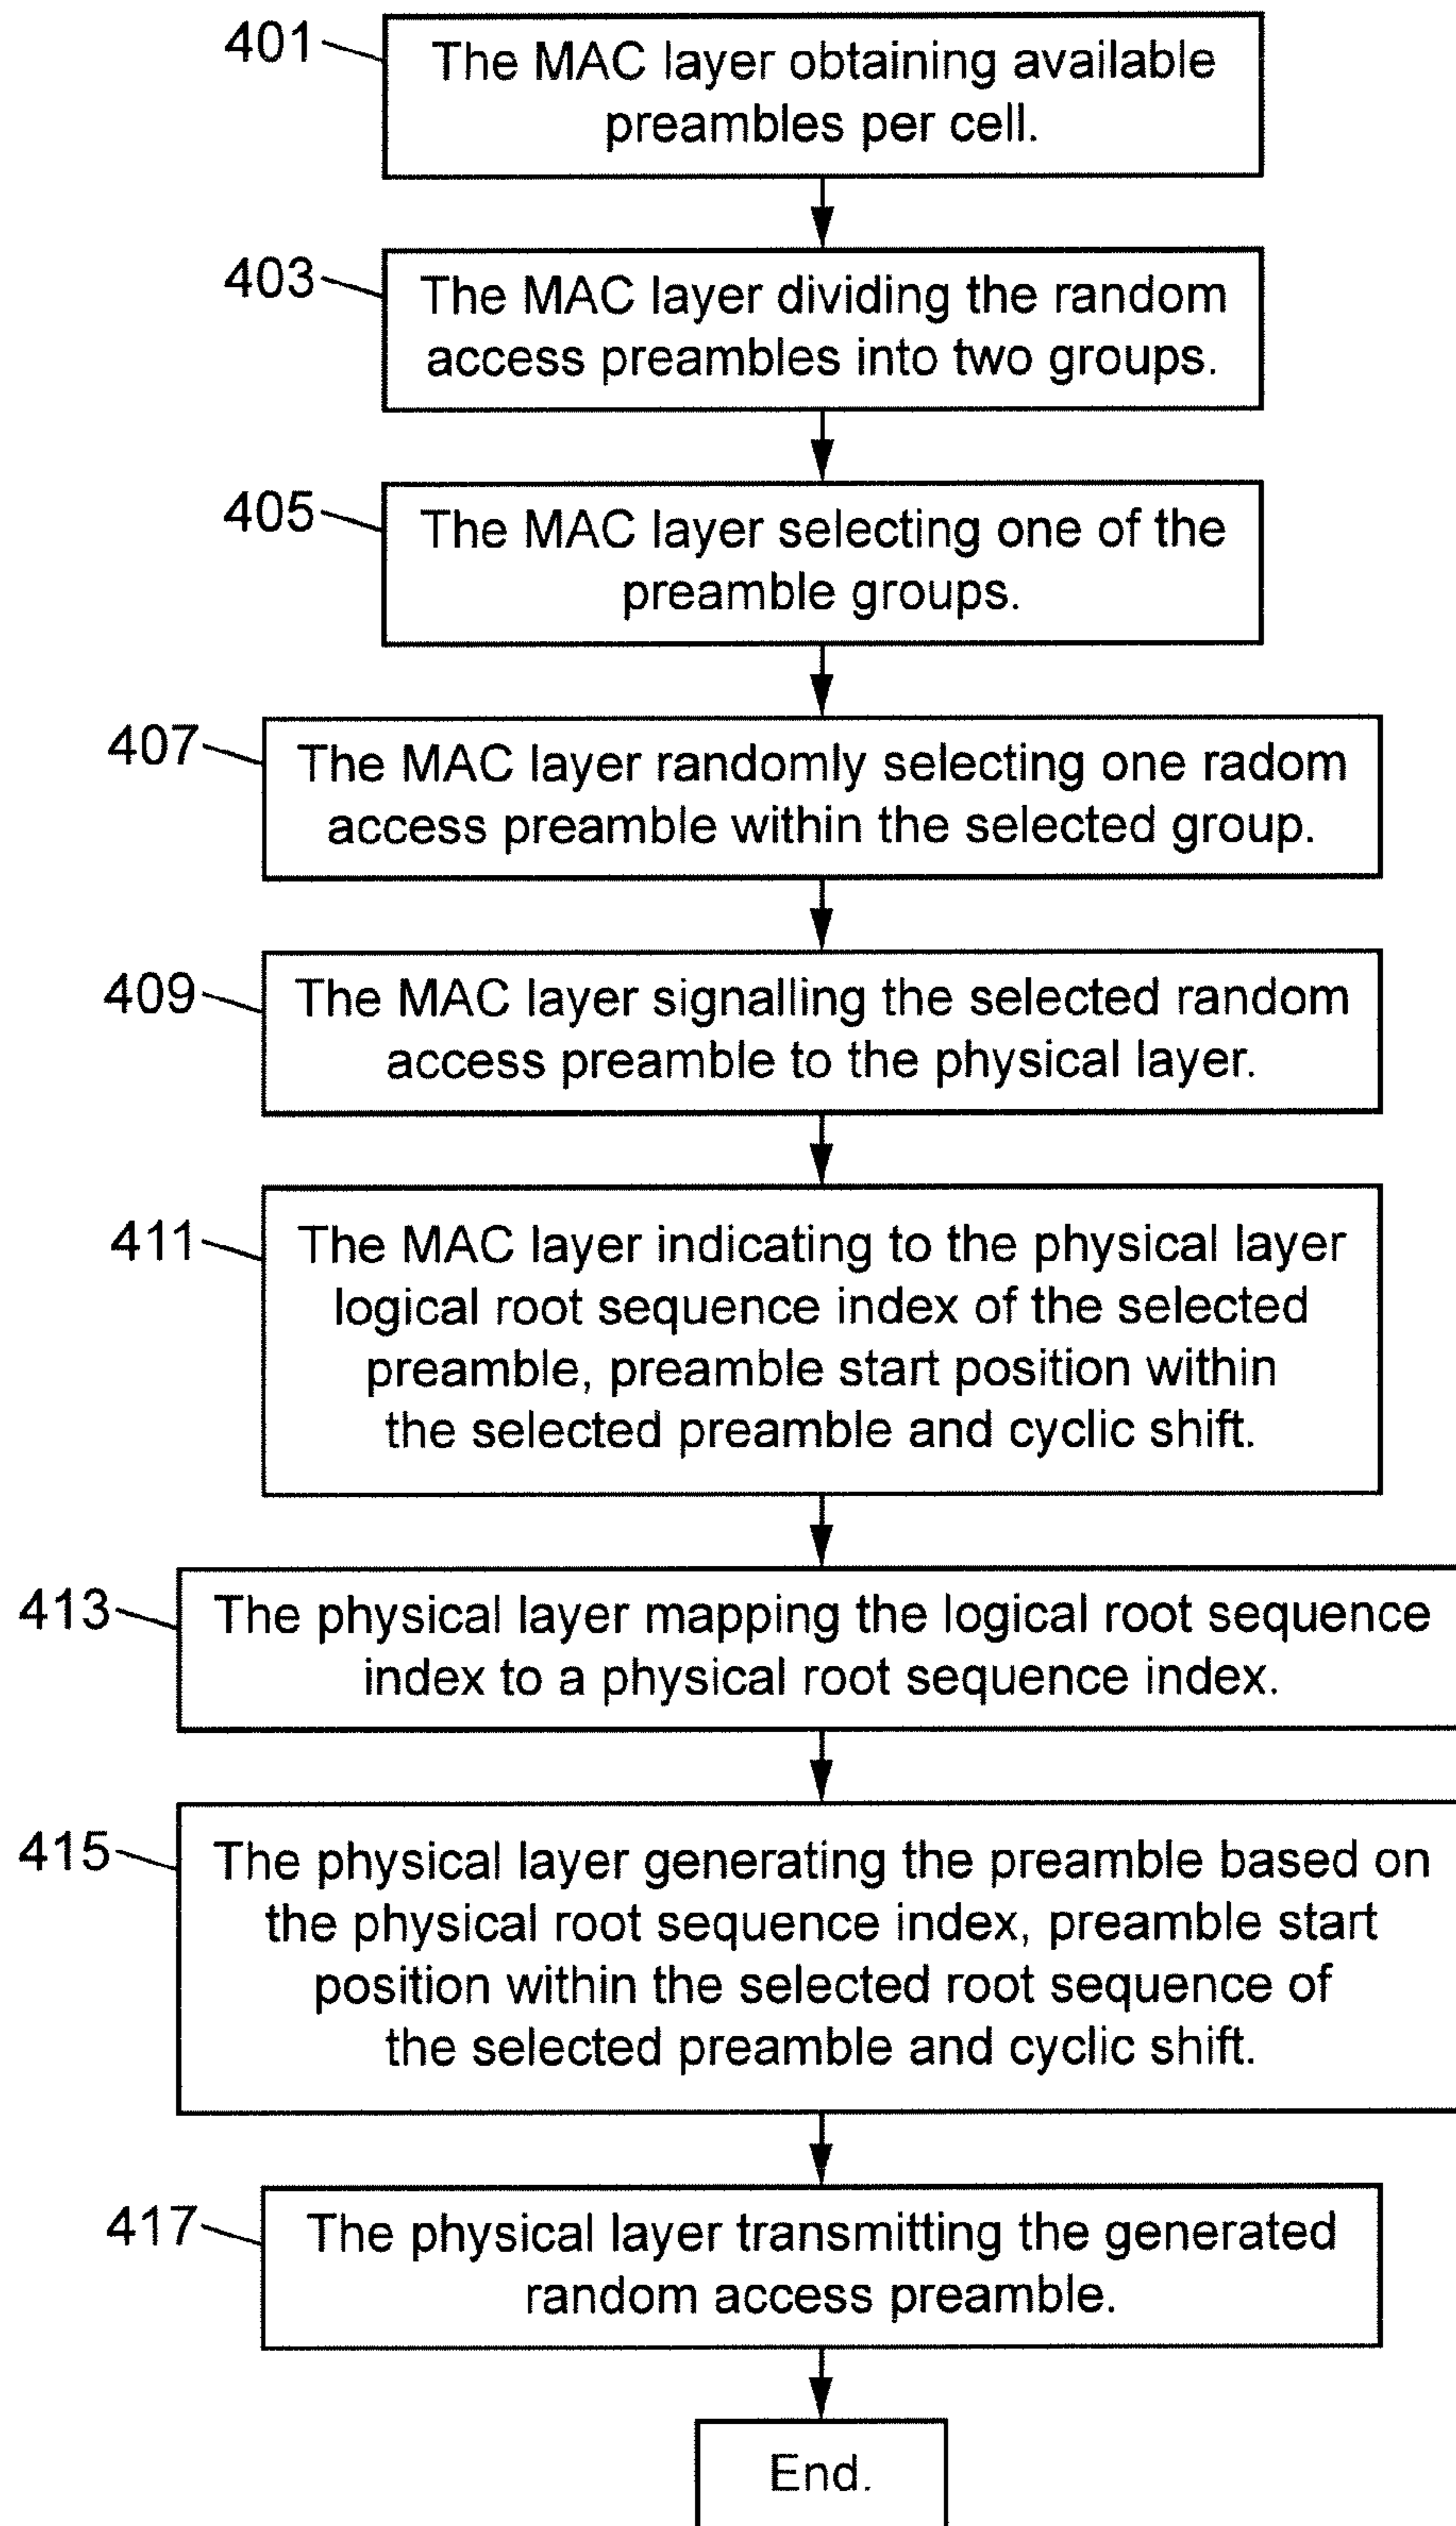 401
The MAC layer obtaining available
preambles per cell.
403
The MAC layer dividing the random
access preambles into two groups.
405
The MAC layer selecting one of the
preamble groups.
407
The MAC layer randomly selecting one radom
access preamble within the selected group.
409
The MAC layer signalling the selected random
access preamble to the physical layer.
411
The MAC layer indicating to the physical layer
logical root sequence index of the selected
preamble, preamble start position within
the selected preamble and cyclic shift.
413
The physical layer mapping the logical root sequence
index to a physical root sequence index.
415
The physical layer generating the preamble based on
the physical root sequence index, preamble start
position within the selected root sequence of
the selected preamble and cyclic shift.
417
The physical layer transmitting the generated
random access preamble.
End.